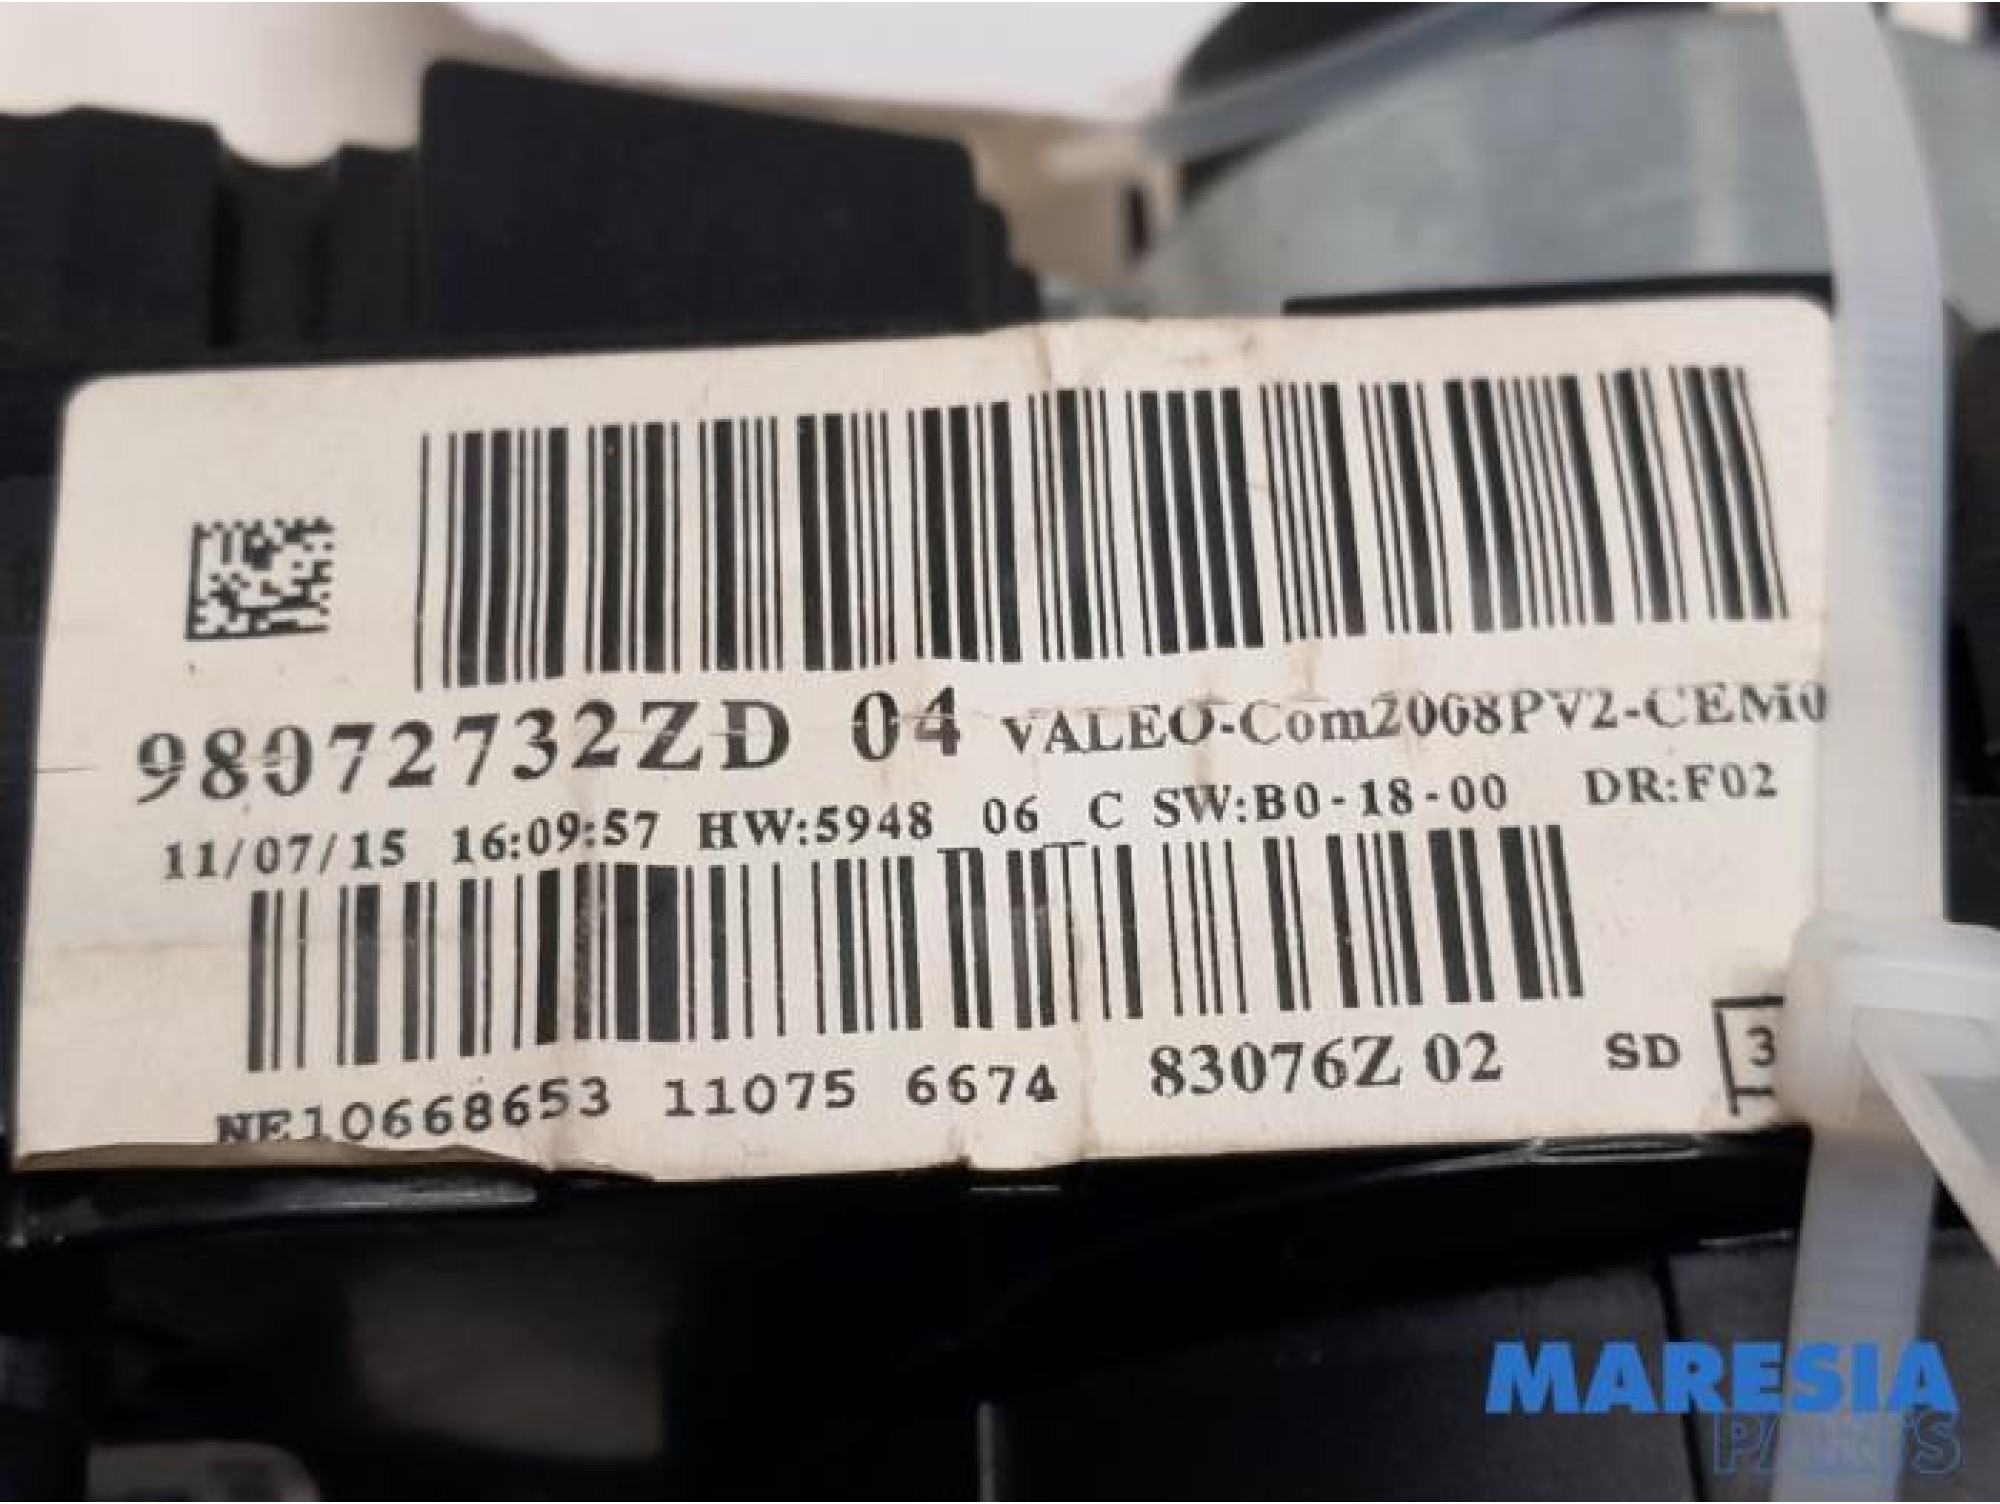 98072732ZD 04 VALEO-Com2008PV2-CEM0
11/07/15 16:09:57 HW:5948 06 C SW:B0-18-00 DR:F02
NE10668653 11075 6674 83076Z 02 SD 3
MARESIA
PARTS